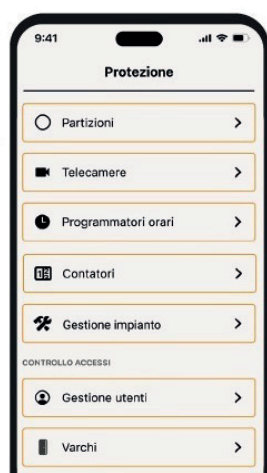 9:41
Protezione
Partizioni
Telecamere
Programmatori orari
Contatori
Gestione impianto
CONTROLLO ACCESSI
Gestione utenti
Varchi